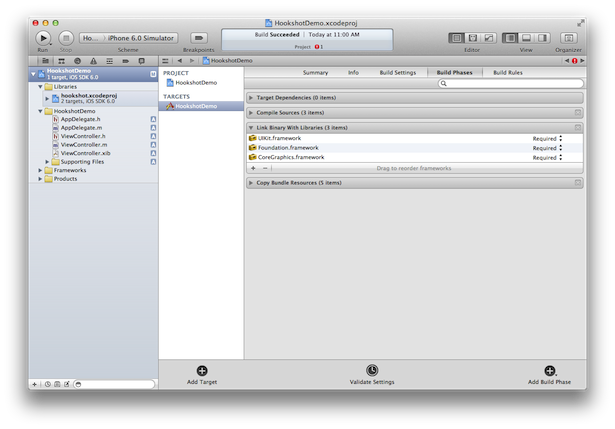 HookshotDemo.xcodeproj
Ho... iPhone 6.0 Simulator
Build Succeeded | Today at 11:00 AM
Project 1
Run Stop Scheme Breakpoints Editor View Organizer
HookshotDemo
HookshotDemo M
1 target, iOS SDK 6.0
Libraries
hookshot.xcodeproj
2 targets, iOS SDK 6.0
HookshotDemo
AppDelegate.h A
AppDelegate.m A
ViewController.h A
ViewController.m A
ViewController.xib A
Supporting Files A
Frameworks
Products
PROJECT
HookshotDemo
TARGETS
HookshotDemo
Summary Info Build Settings Build Phases Build Rules
Target Dependencies (0 items)
Compile Sources (3 items)
Link Binary With Libraries (3 items)
UIKit.framework Required
Foundation.framework Required
CoreGraphics.framework Required
+ − Drag to reorder frameworks
Copy Bundle Resources (5 items)
Add Target Validate Settings Add Build Phase